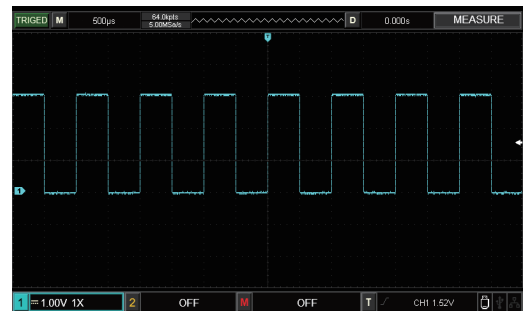 TRIGED M 500μs 64.0kpts 5.00MSa/s D 0.000s MEASURE
T
1
1 1.00V 1X 2 OFF M OFF T CH1 1.52V